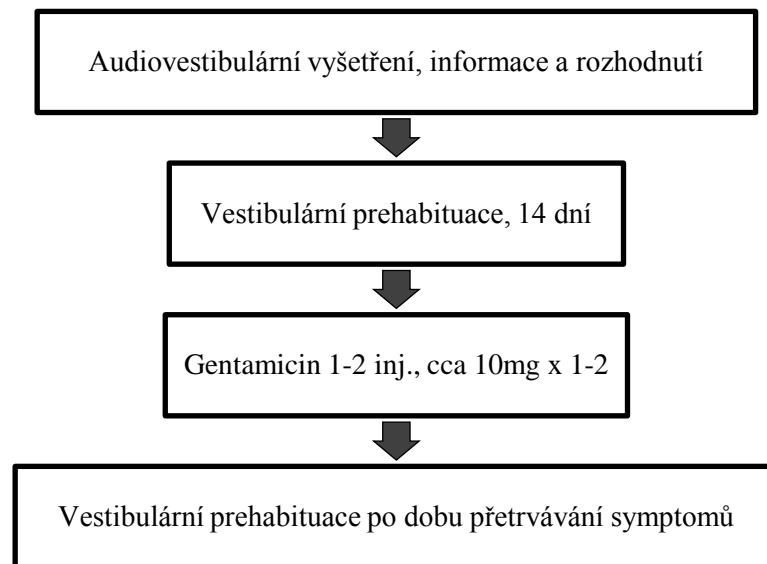 Audiovestibulární vyšetření, informace a rozhodnutí
Vestibulární prehabituace, 14 dní
Gentamicin 1-2 inj., cca 10mg x 1-2
Vestibulární prehabituace po dobu přetrvávání symptomů